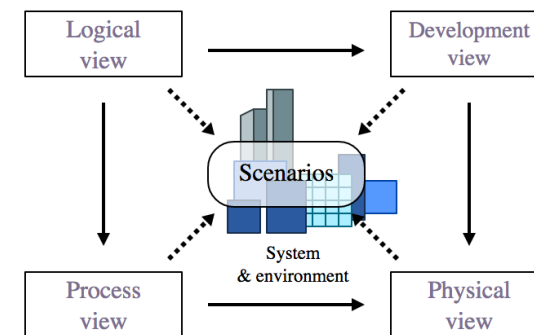 Logical
view
Development
view
Scenarios
System
& environment
Process
view
Physical
view